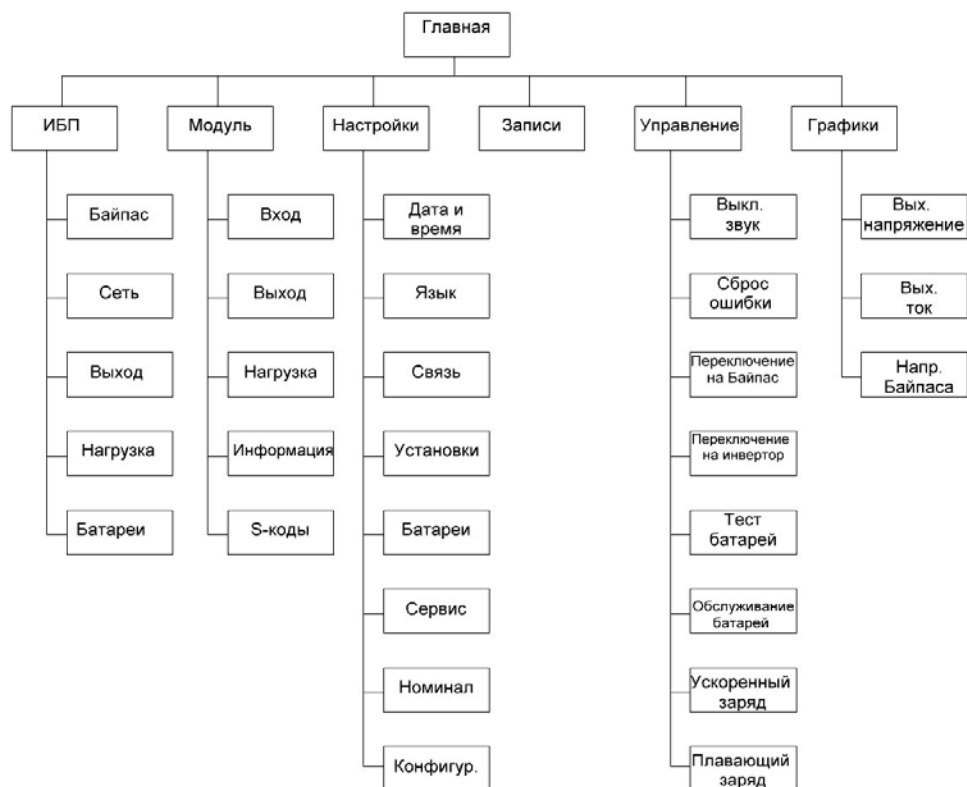 Главная
ИБП
Модуль
Настройки
Записи
Управление
Графики
Байпас
Сеть
Выход
Нагрузка
Батареи
Вход
Выход
Нагрузка
Информация
S-коды
Дата и
время
Язык
Связь
Установки
Батареи
Сервис
Номинал
Конфигур.
Выкл.
звук
Сброс
ошибки
Переключение
на Байпас
Переключение
на инвертор
Тест
батарей
Обслуживание
батарей
Ускоренный
заряд
Плавающий
заряд
Вых.
напряжение
Вых.
ток
Напр.
Байпаса